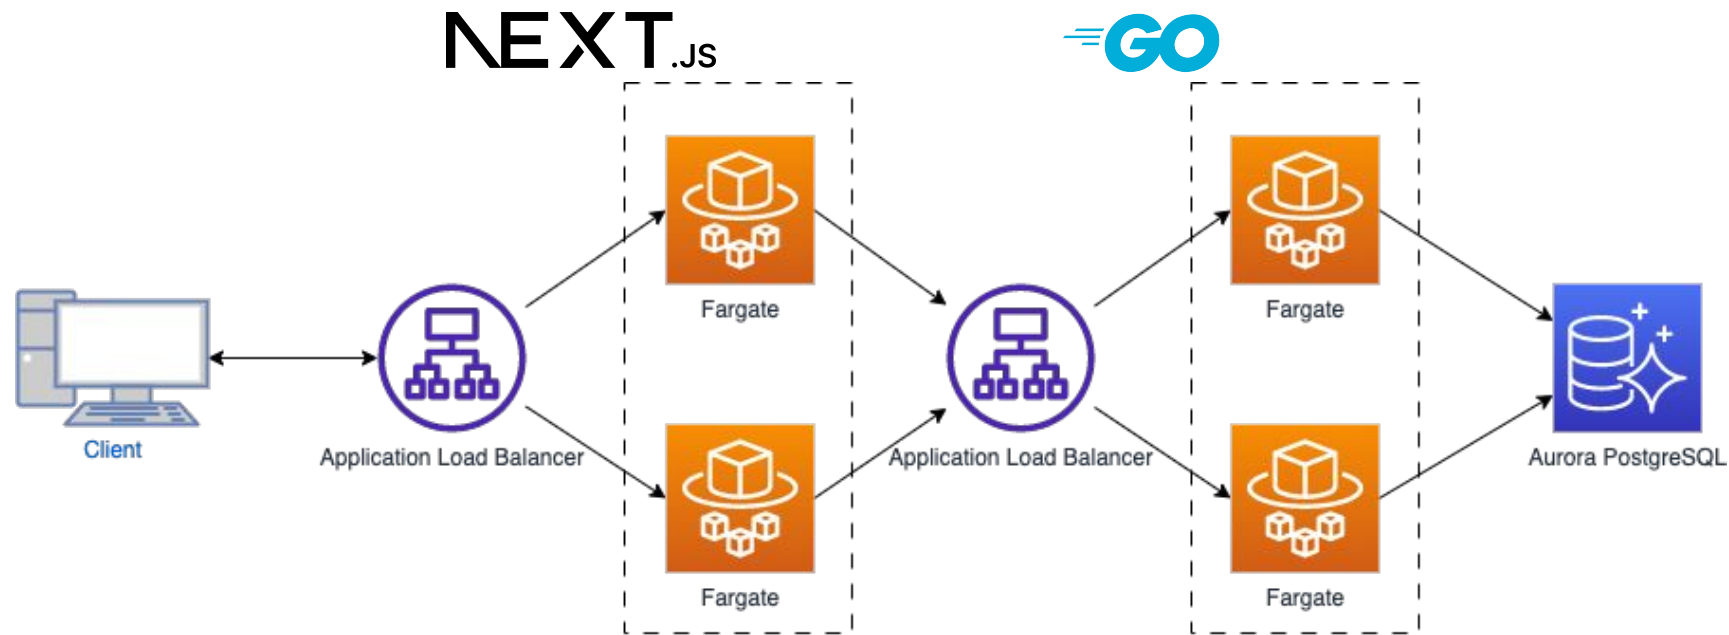 NEXT.JS
GO
Fargate
Fargate
Client
Application Load Balancer
Application Load Balancer
Aurora PostgreSQL
Fargate
Fargate